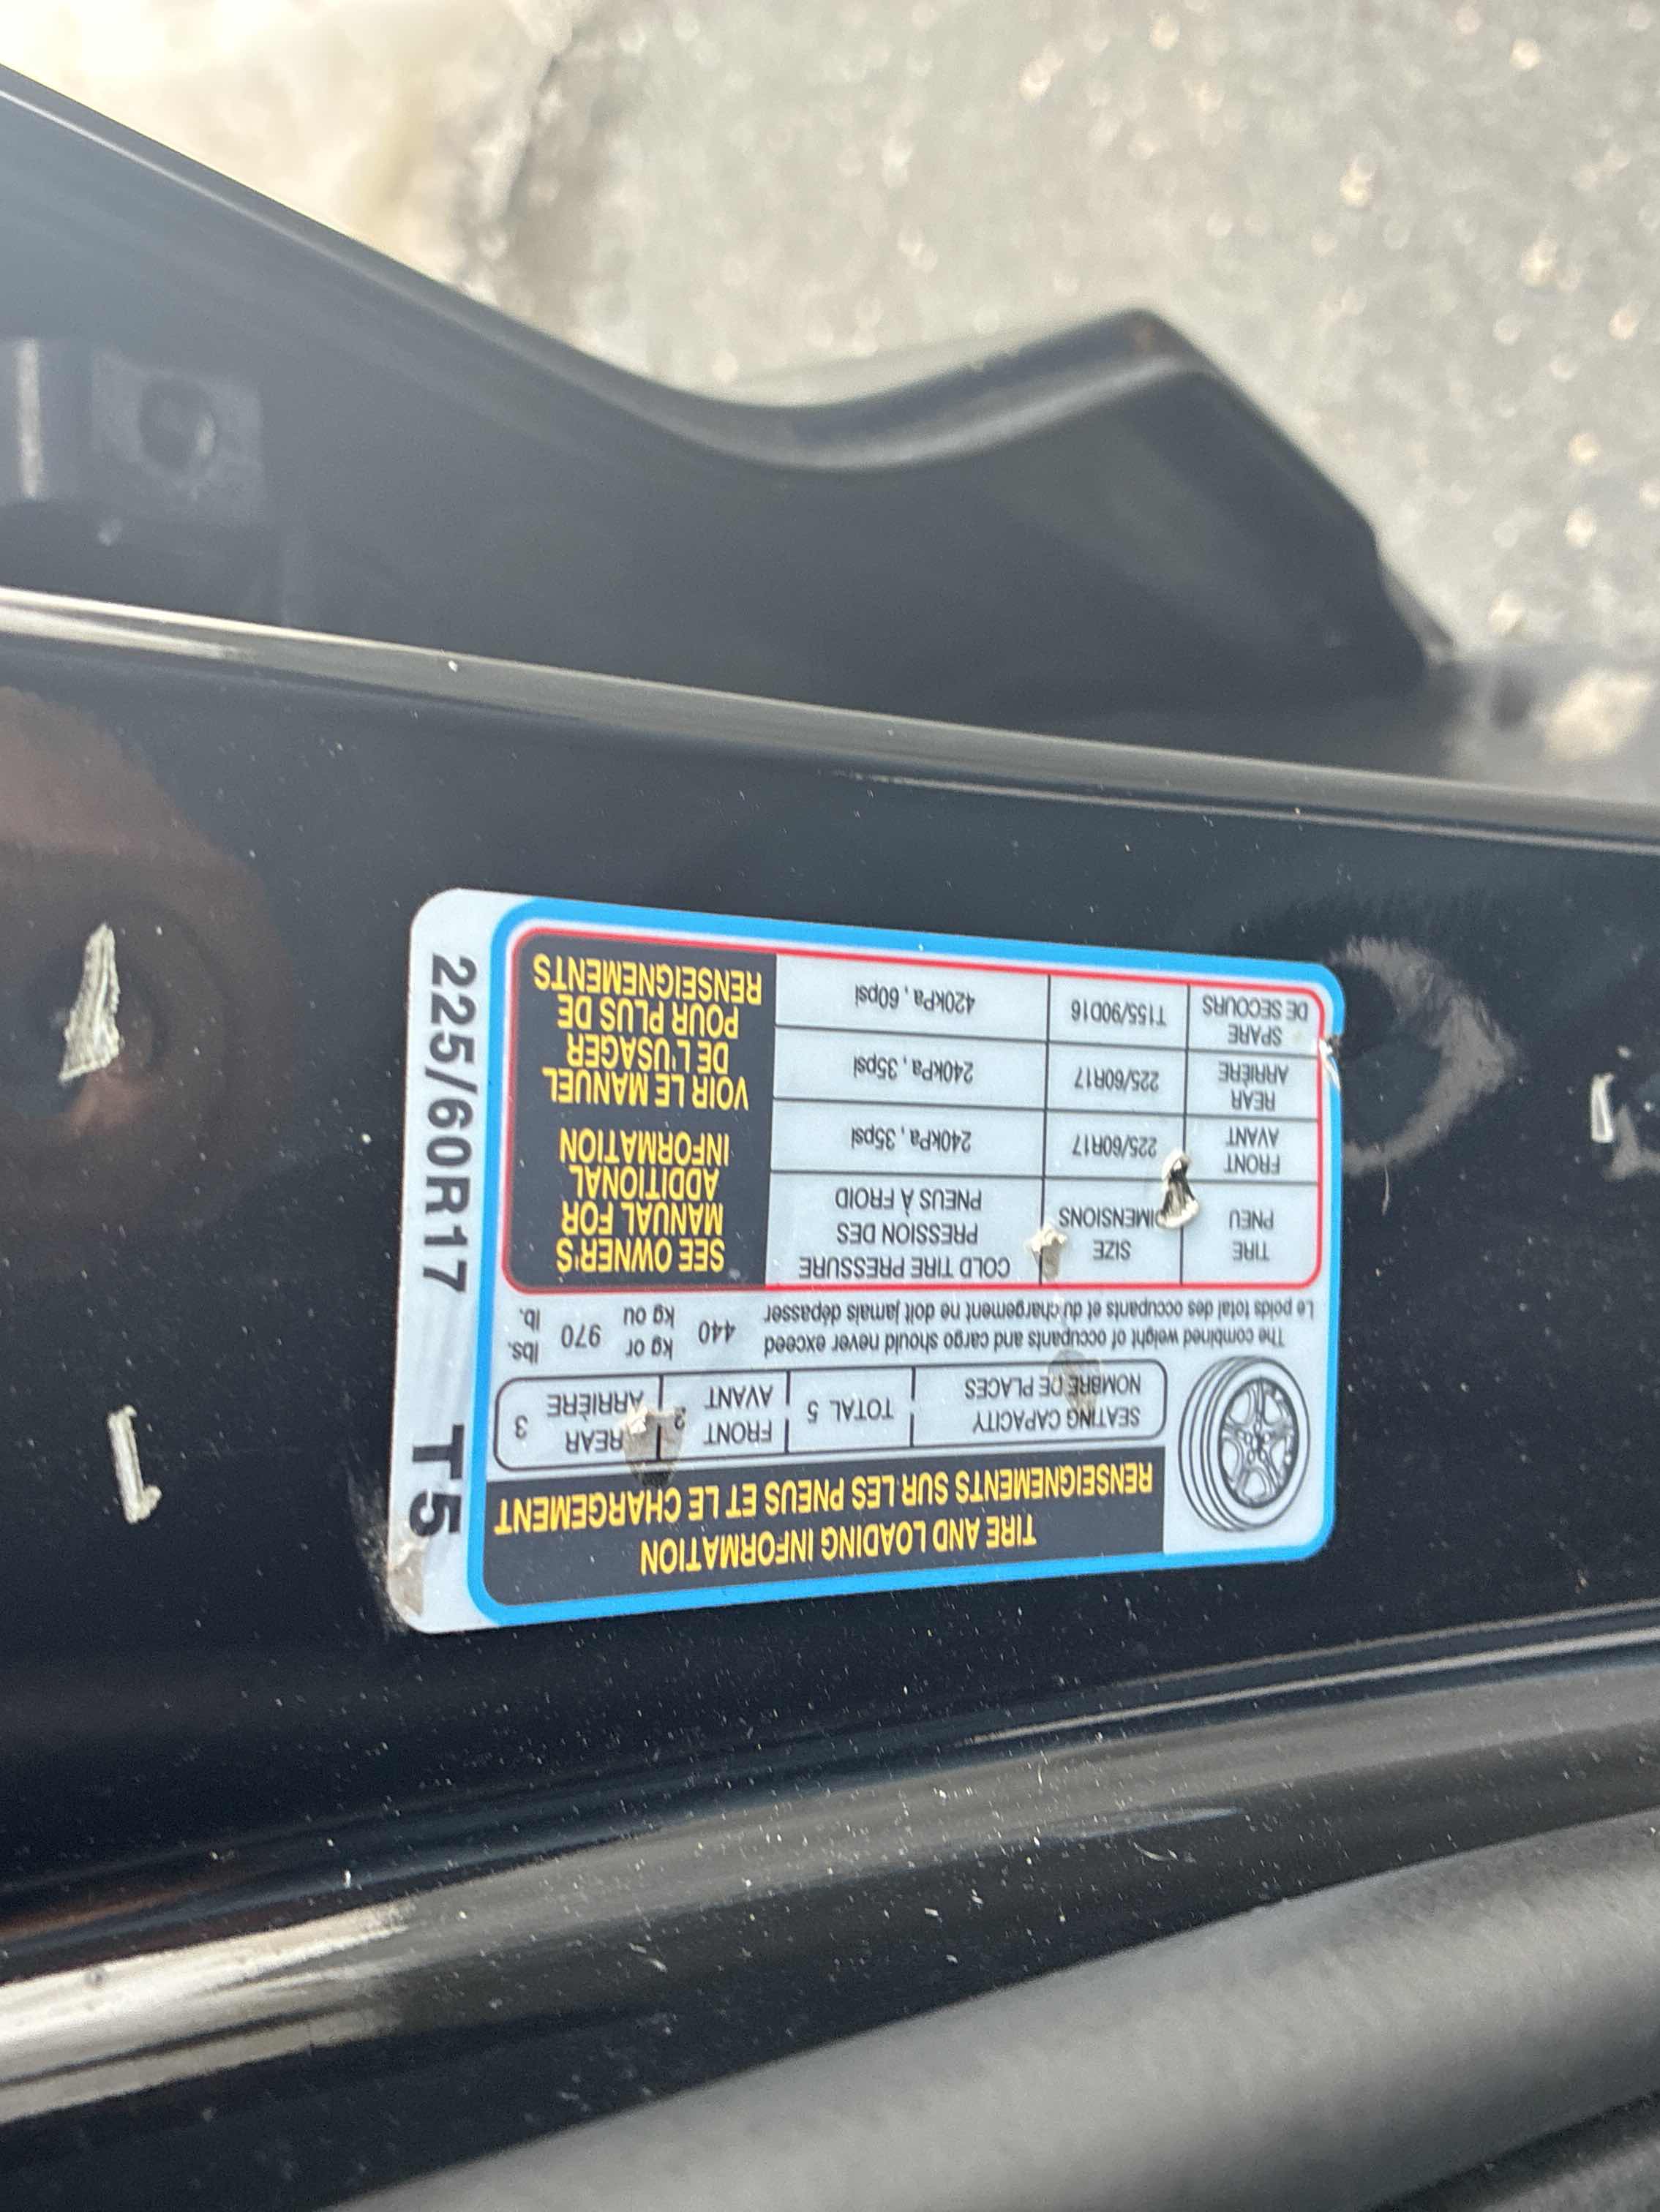 TIRE AND LOADING INFORMATION
RENSEIGNEMENTS SUR LES PNEUS ET LE CHARGEMENT
SEATING CAPACITY
NOMBRE DE PLACES
TOTAL 5
FRONT
AVANT
2
REAR
ARRIÈRE
3
The combined weight of occupants and cargo should never exceed
Le poids total des occupants et du chargement ne doit jamais dépasser
440
kg or
kg ou
970
lbs.
lb.
TIRE
PNEU
SIZE
DIMENSIONS
COLD TIRE PRESSURE
PRESSION DES
PNEUS À FROID
FRONT
AVANT
225/60R17
240kPa, 35psi
REAR
ARRIÈRE
225/60R17
240kPa, 35psi
SPARE
DE SECOURS
T155/90D16
420kPa, 60psi
SEE OWNER'S
MANUAL FOR
ADDITIONAL
INFORMATION
VOIR LE MANUEL
DE L'USAGER
POUR PLUS DE
RENSEIGNEMENTS
225/60R17 T5